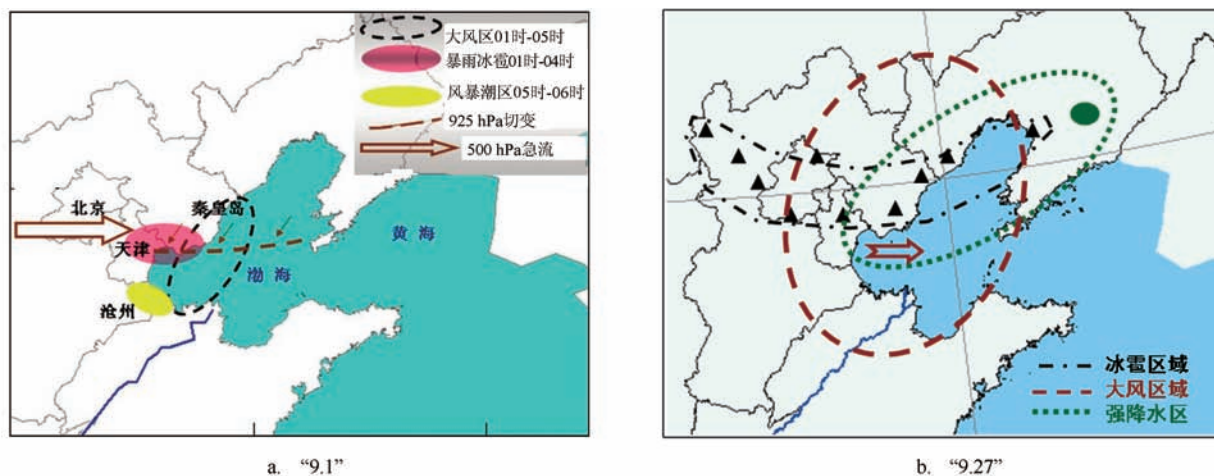 大风区01时-05时
暴雨冰雹01时-04时
风暴潮区05时-06时
925 hPa切变
500 hPa急流
北京
秦皇岛
天津
黄 海
渤 海
沧州
a. “9.1”
冰雹区域
大风区域
强降水区
b. “9.27”